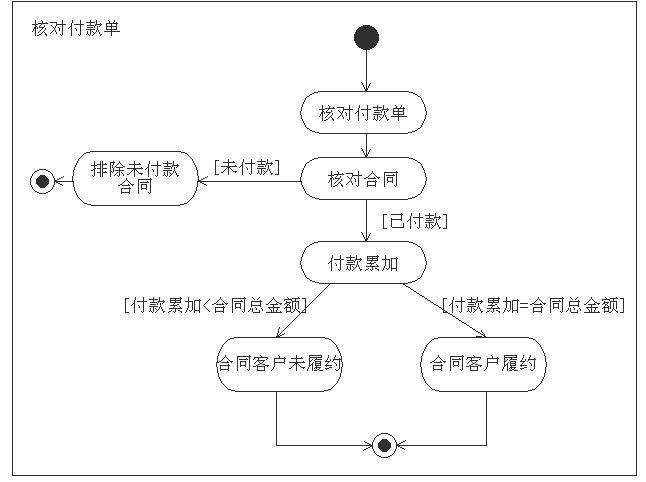 核对付款单
核对付款单
[未付款]
排除未付款
合同
核对合同
[已付款]
付款累加
[付款累加<合同总金额]
[付款累加=合同总金额]
合同客户未履约
合同客户履约